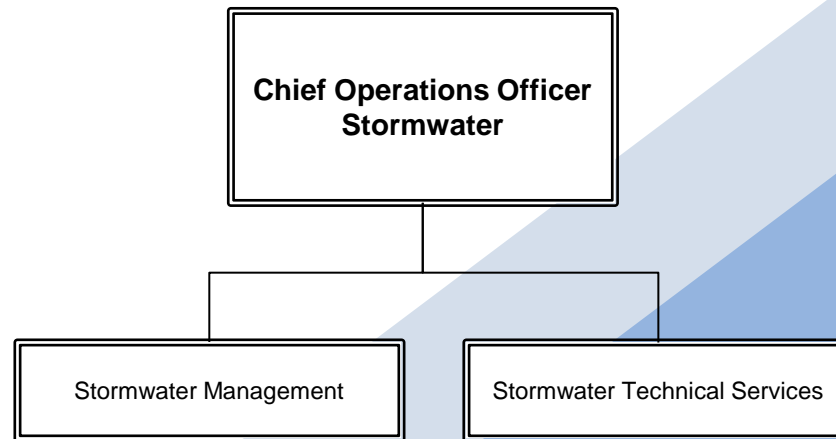 Chief Operations Officer
Stormwater
Stormwater Management
Stormwater Technical Services